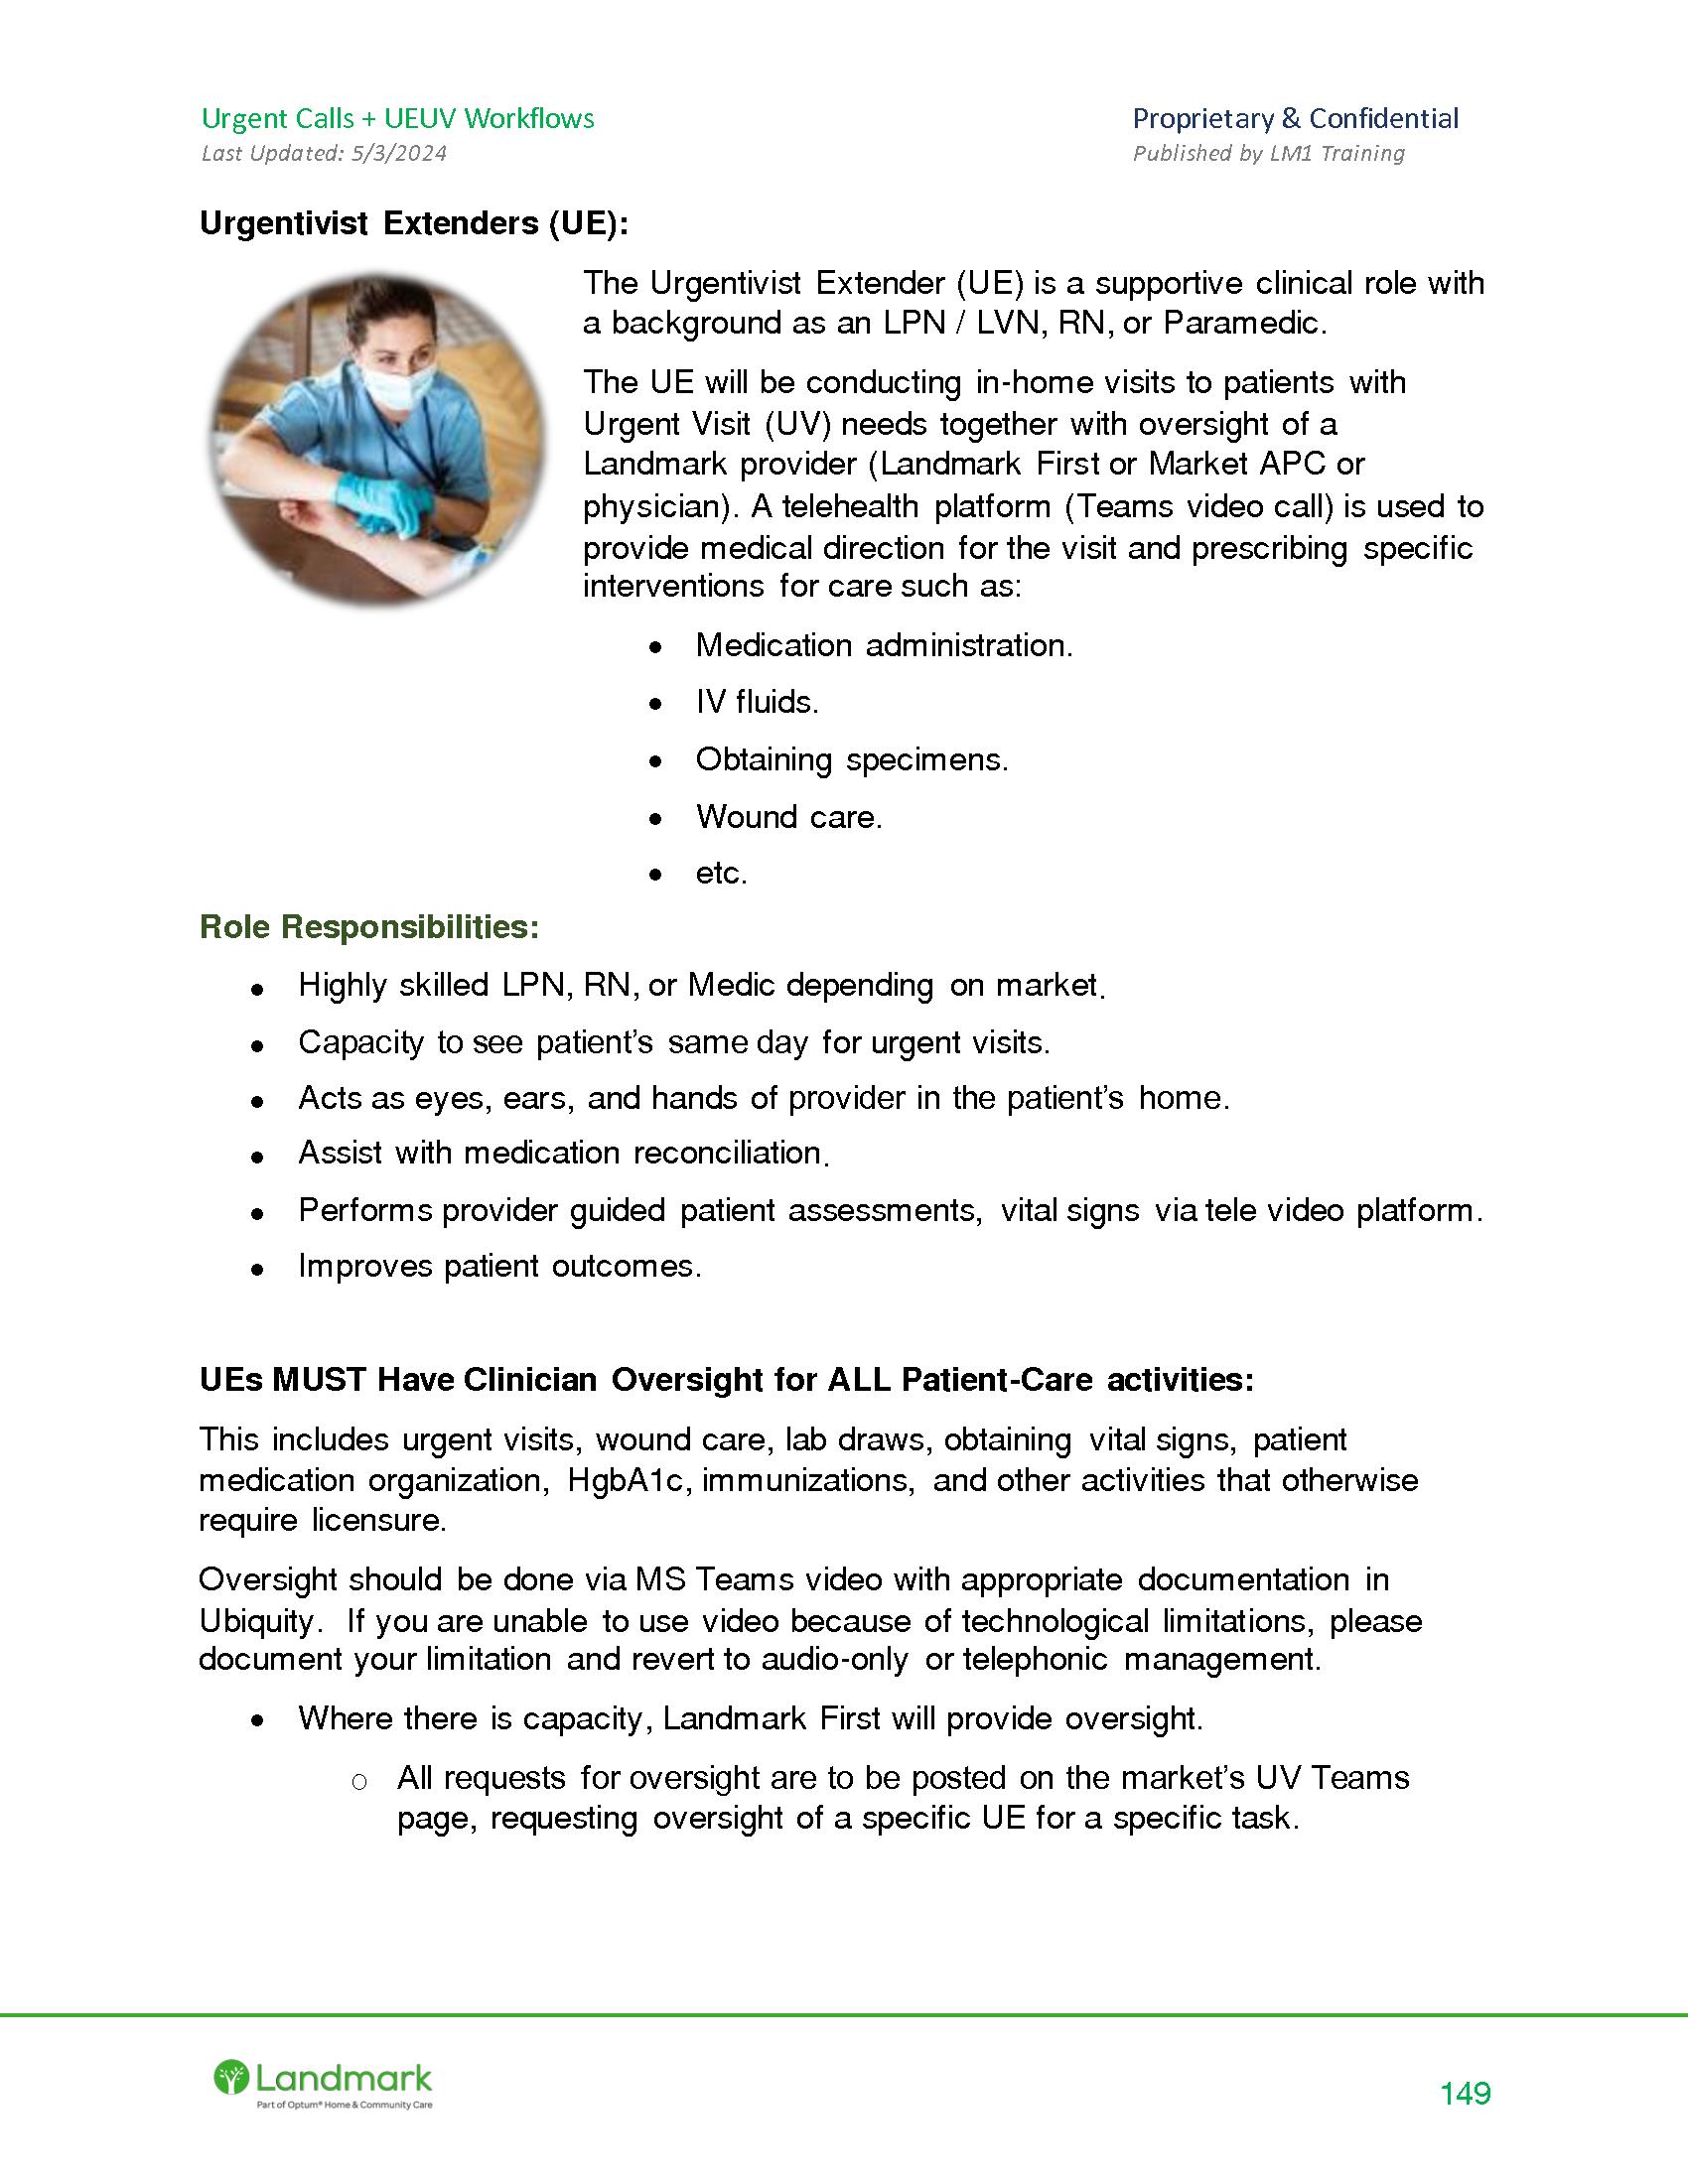 Urgent Calls + UEUV Workflows
Proprietary & Confidential
Last Updated: 5/3/2024
Published by LM1 Training
Urgentivist Extenders (UE):
The Urgentivist Extender (UE) is a supportive clinical role with
a background as an LPN / LVN, RN, or Paramedic.
The UE will be conducting in-home visits to patients with
Urgent Visit (UV) needs together with oversight of a
Landmark provider (Landmark First or Market APC or
physician). A telehealth platform (Teams video call) is used to
provide medical direction for the visit and prescribing specific
interventions for care such as:
• Medication administration.
• IV fluids.
• Obtaining specimens.
• Wound care.
• etc.
Role Responsibilities:
• Highly skilled LPN, RN, or Medic depending on market.
• Capacity to see patient’s same day for urgent visits.
• Acts as eyes, ears, and hands of provider in the patient’s home.
• Assist with medication reconciliation.
• Performs provider guided patient assessments, vital signs via tele video platform.
• Improves patient outcomes.
UEs MUST Have Clinician Oversight for ALL Patient-Care activities:
This includes urgent visits, wound care, lab draws, obtaining vital signs, patient
medication organization, HgbA1c, immunizations, and other activities that otherwise
require licensure.
Oversight should be done via MS Teams video with appropriate documentation in
Ubiquity. If you are unable to use video because of technological limitations, please
document your limitation and revert to audio-only or telephonic management.
• Where there is capacity, Landmark First will provide oversight.
o All requests for oversight are to be posted on the market’s UV Teams
page, requesting oversight of a specific UE for a specific task.
Landmark
Part of Optum® Home & Community Care
149